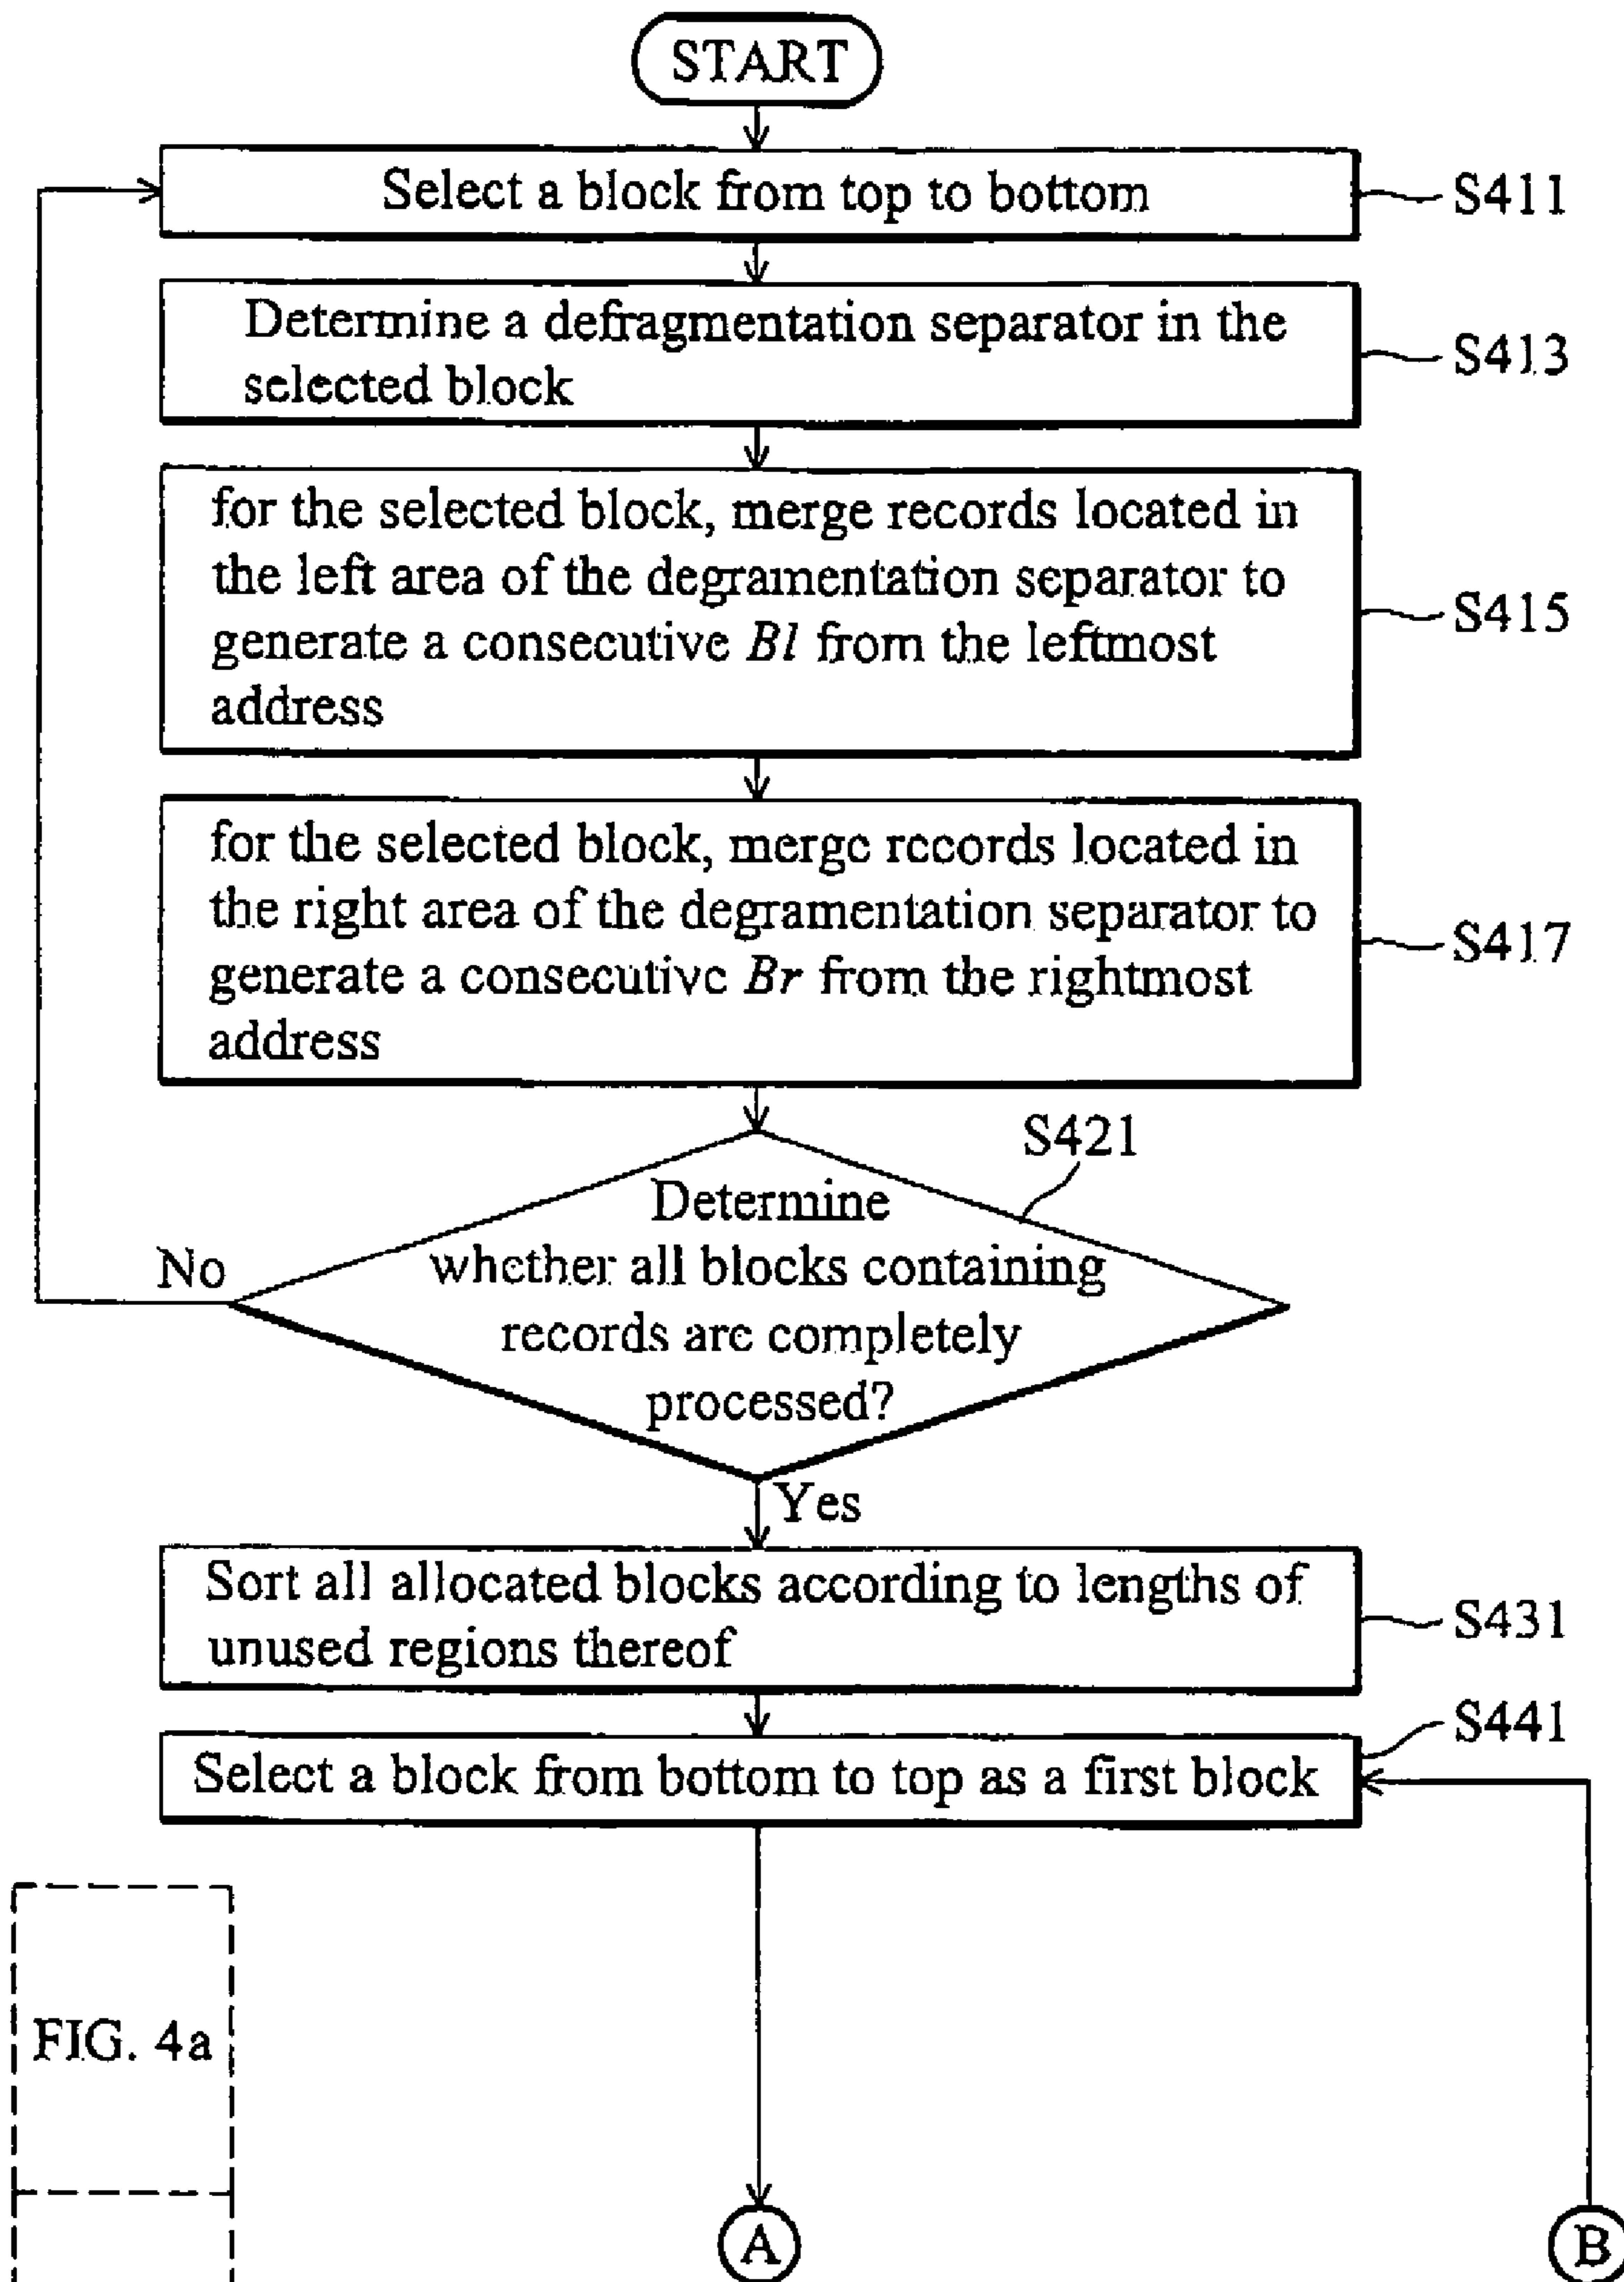 START
Select a block from top to bottom
S411
Determine a defragmentation separator in the
selected block
S413
for the selected block, merge records located in
the left area of the degramentation separator to
generate a consecutive Bl from the leftmost
address
S415
for the selected block, merge records located in
the right area of the degramentation separator to
generate a consecutive Br from the rightmost
address
S417
S421
Determine
whether all blocks containing
records are completely
processed?
No
Yes
Sort all allocated blocks according to lengths of
unused regions thereof
S431
S441
Select a block from bottom to top as a first block
FIG. 4a
A
B